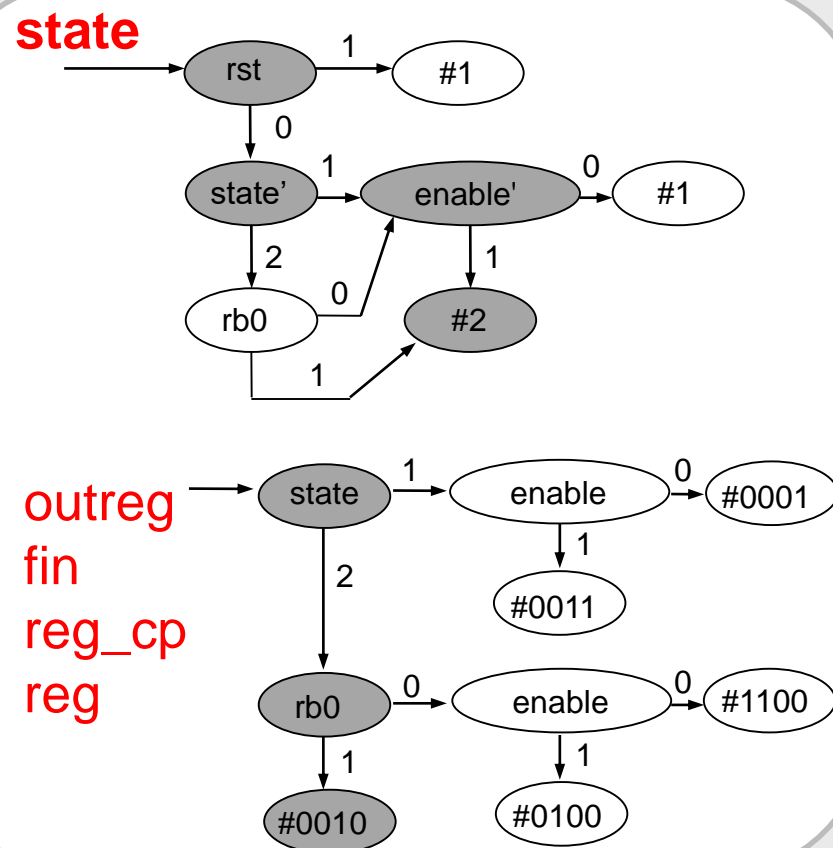 state
rst 1 #1
0
state' 1 enable' 0 #1
2 1
rb0 0 #2
1
outreg
fin
reg_cp
reg
state 1 enable 0 #0001
2 1
#0011
rb0 0 enable 0 #1100
1 1
#0010 #0100